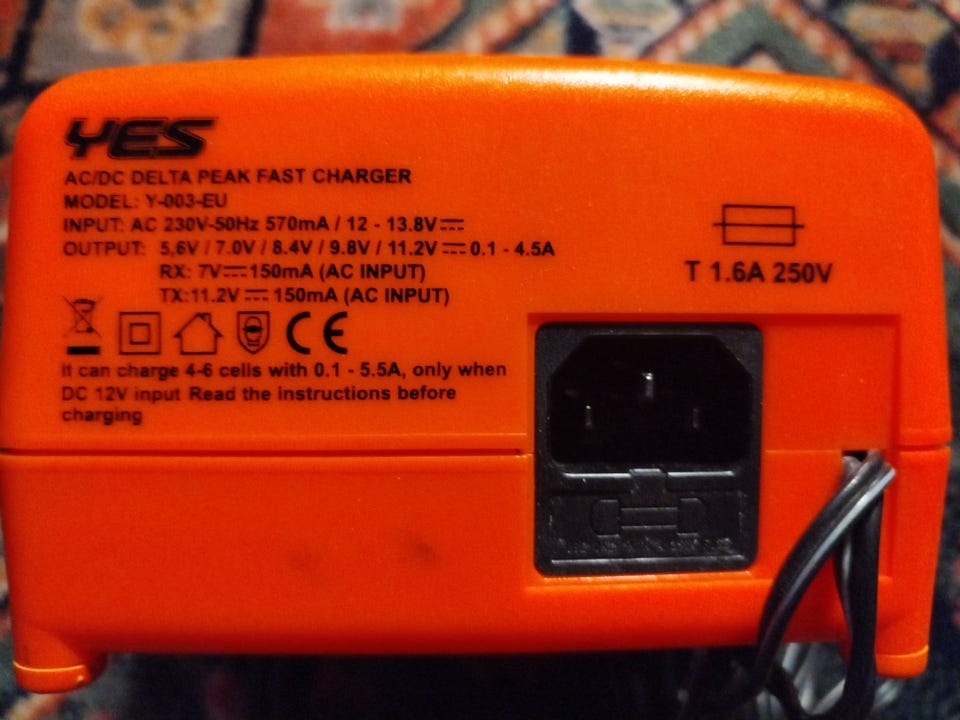 YES
AC/DC DELTA PEAK FAST CHARGER
MODEL: Y-003-EU
INPUT: AC 230V-50Hz 570mA / 12 - 13.8V⎓
OUTPUT: 5,6V / 7.0V / 8.4V / 9.8V / 11.2V⎓0.1 - 4.5A
RX: 7V⎓150mA (AC INPUT)
TX:11.2V⎓150mA (AC INPUT)
CE
It can charge 4-6 cells with 0.1 - 5.5A, only when
DC 12V input Read the instructions before
charging
T 1.6A 250V